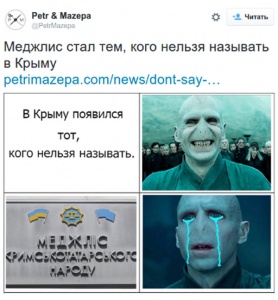 Petr & Mazepa
@PetrMazepa
Читать
Меджлис стал тем, кого нельзя называть
в Крыму
petrimazepa.com/news/dont-say-…
В Крыму появился
тот,
кого нельзя называть.
МЕДЖЛІС
КРИМСЬКОТАТАРСЬКОГО
НАРОДУ